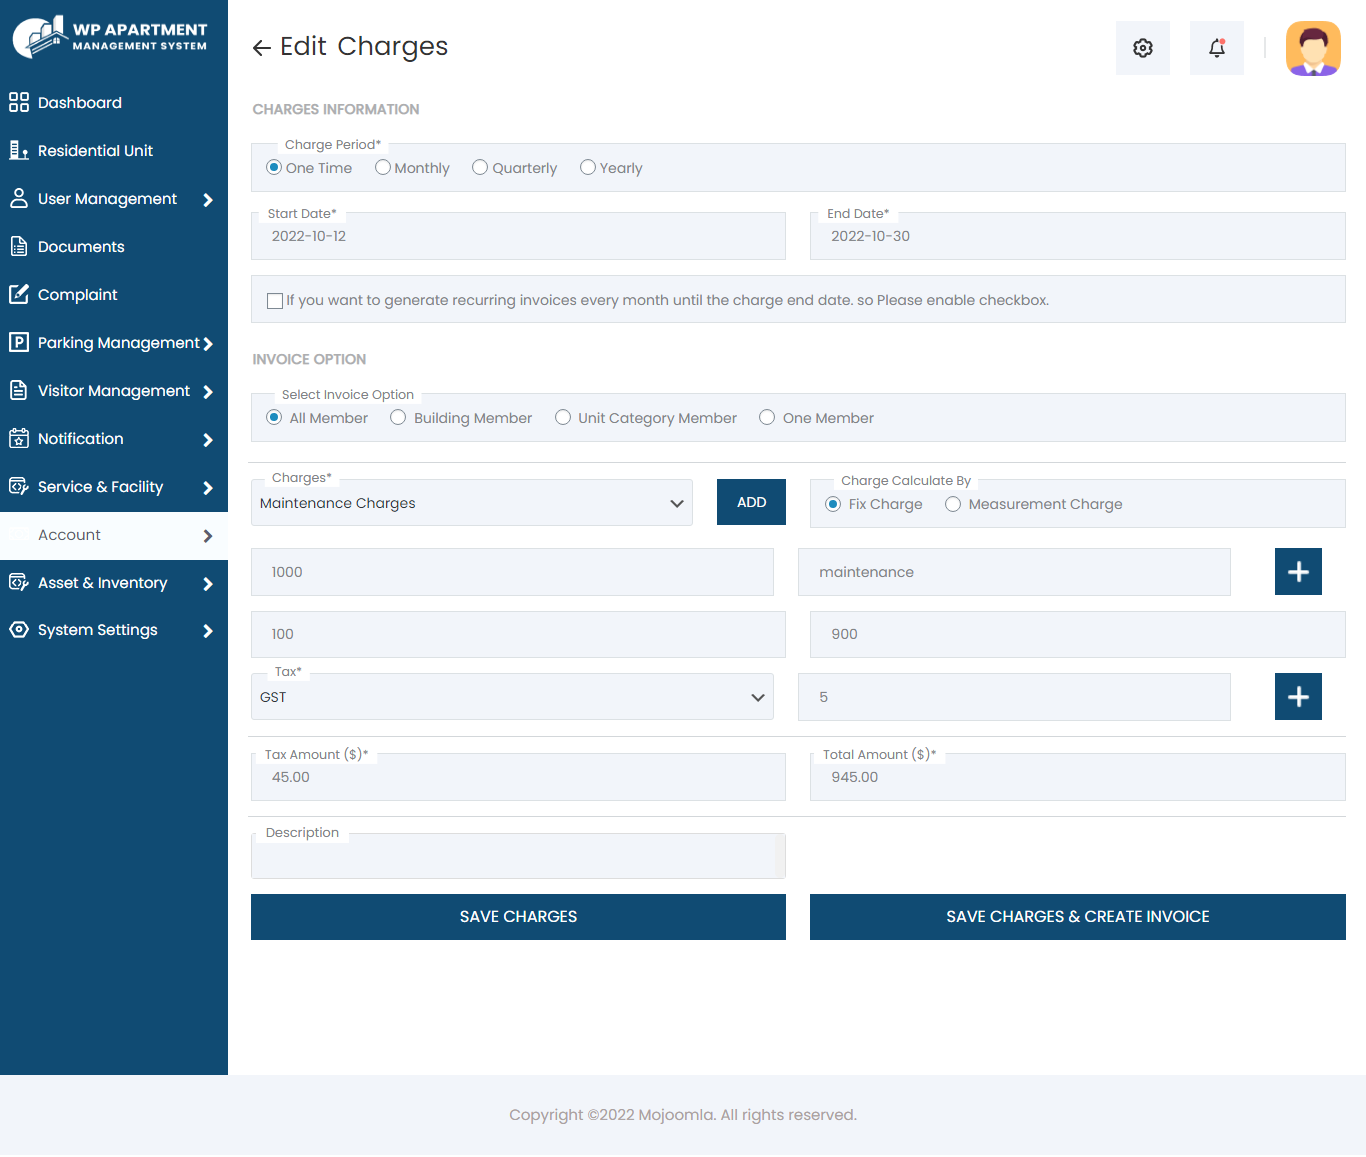 WP APARTMENT
MANAGEMENT SYSTEM
Dashboard
Residential Unit
User Management
Documents
Complaint
Parking Management
Visitor Management
Notification
Service & Facility
Account
Asset & Inventory
System Settings
Edit Charges
CHARGES INFORMATION
Charge Period*
One Time Monthly Quarterly Yearly
Start Date* End Date*
2022-10-12 2022-10-30
If you want to generate recurring invoices every month until the charge end date. so Please enable checkbox.
INVOICE OPTION
Select Invoice Option
All Member Building Member Unit Category Member One Member
Charges* Charge Calculate By
Maintenance Charges ADD Fix Charge Measurement Charge
1000 maintenance
100 900
Tax*
GST 5
Tax Amount ($)* Total Amount ($)*
45.00 945.00
Description
SAVE CHARGES SAVE CHARGES & CREATE INVOICE
Copyright ©2022 Mojoomla. All rights reserved.